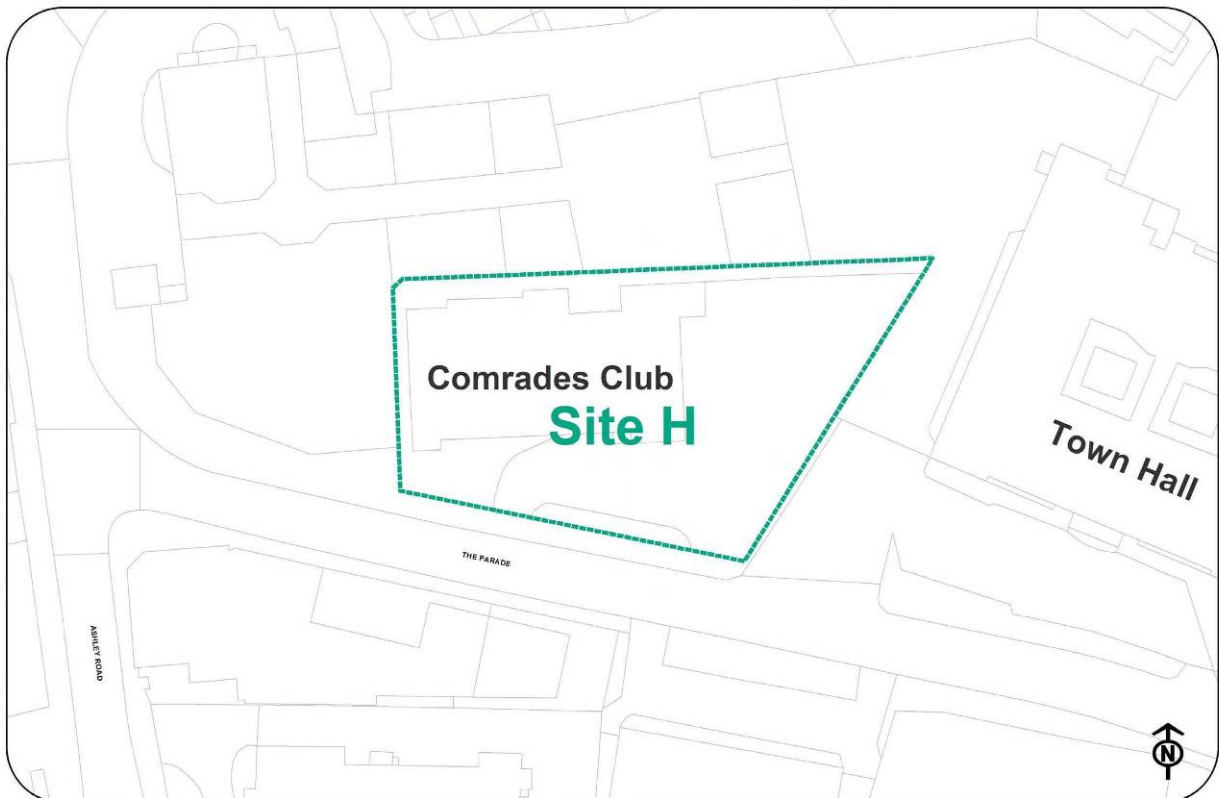 Comrades Club
Site H
Town Hall
THE PARADE
ASHLEY ROAD
N